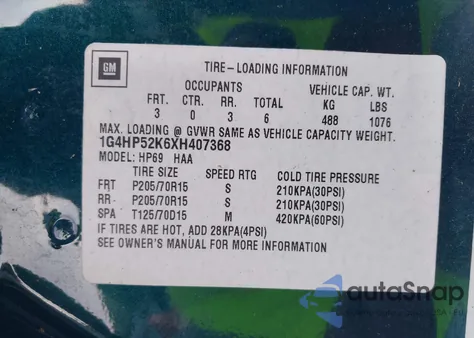 GM
TIRE-LOADING INFORMATION
OCCUPANTS VEHICLE CAP. WT.
FRT. CTR. RR. TOTAL KG LBS
3 0 3 6 488 1076
MAX. LOADING @ GVWR SAME AS VEHICLE CAPACITY WEIGHT.
1G4HP52K6XH407368
MODEL: HP69 HAA
TIRE SIZE SPEED RTG COLD TIRE PRESSURE
FRT P205/70R15 S 210KPA(30PSI)
RR P205/70R15 S 210KPA(30PSI)
SPA T125/70D15 M 420KPA(60PSI)
IF TIRES ARE HOT, ADD 28KPA(4PSI)
SEE OWNER'S MANUAL FOR MORE INFORMATION
autoSnap